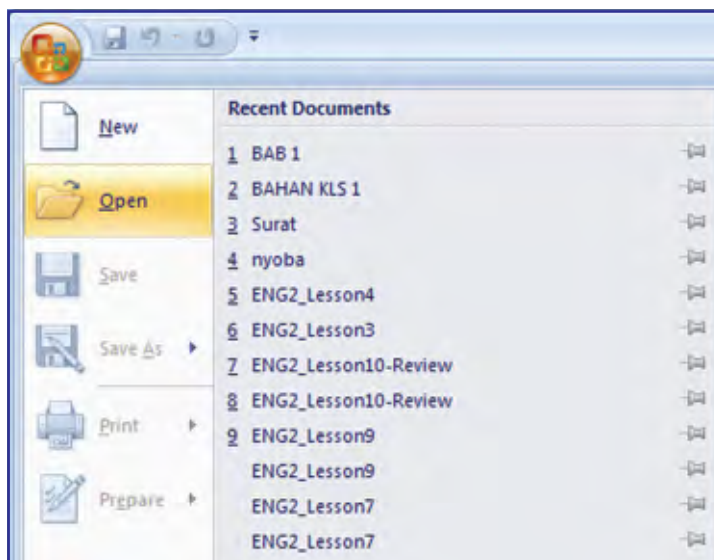 New
Open
Save
Save As
Print
Prepare
Recent Documents
1 BAB 1
2 BAHAN KLS 1
3 Surat
4 nyoba
5 ENG2_Lesson4
6 ENG2_Lesson3
7 ENG2_Lesson10-Review
8 ENG2_Lesson10-Review
9 ENG2_Lesson9
ENG2_Lesson9
ENG2_Lesson7
ENG2_Lesson7